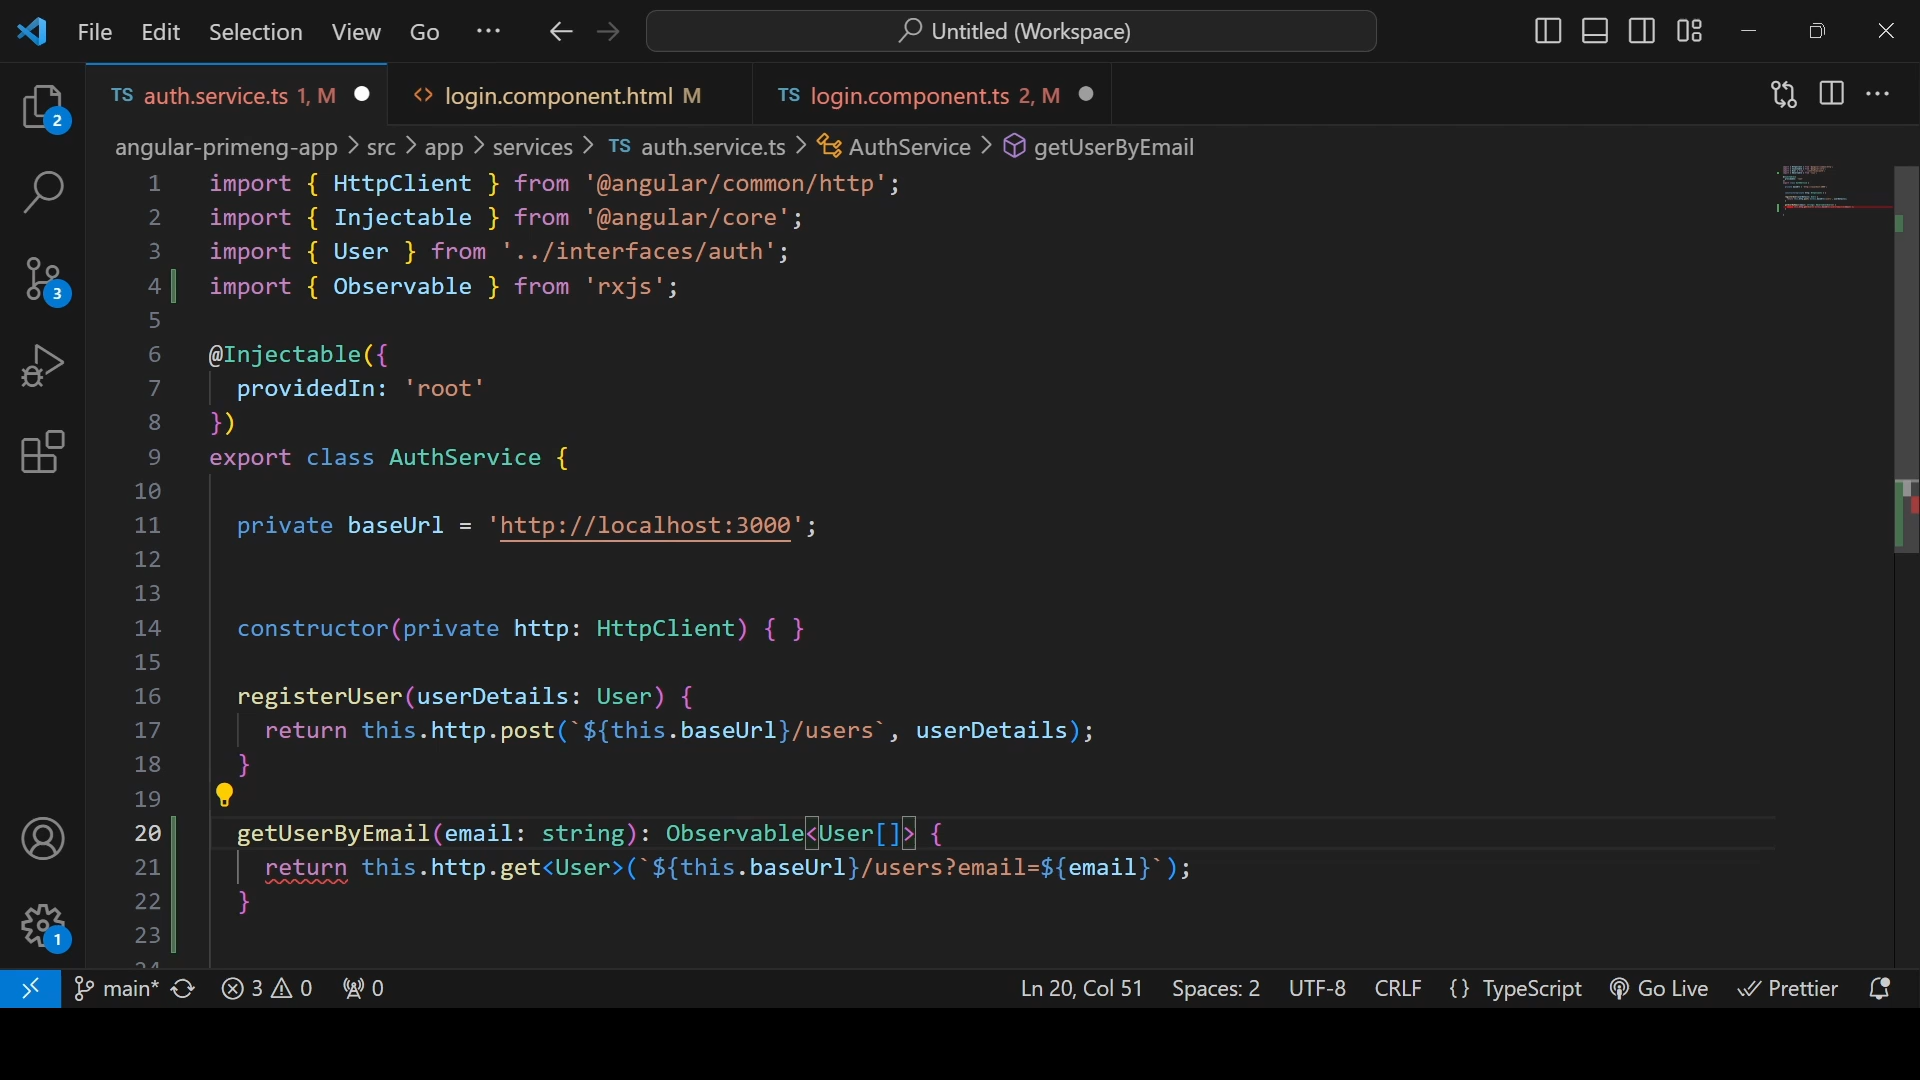 File Edit Selection View Go ··· Untitled (Workspace)
TS auth.service.ts 1, M login.component.html M TS login.component.ts 2, M
angular-primeng-app > src > app > services > TS auth.service.ts > AuthService > getUserByEmail
1 import { HttpClient } from '@angular/common/http';
2 import { Injectable } from '@angular/core';
3 import { User } from '../interfaces/auth';
4 import { Observable } from 'rxjs';
5
6 @Injectable({
7 providedIn: 'root'
8 })
9 export class AuthService {
10
11 private baseUrl = 'http://localhost:3000';
12
13
14 constructor(private http: HttpClient) { }
15
16 registerUser(userDetails: User) {
17 return this.http.post(`${this.baseUrl}/users`, userDetails);
18 }
19
20 getUserByEmail(email: string): Observable<User[]> {
21 return this.http.get<User>(`${this.baseUrl}/users?email=${email}`);
22 }
23
24
2
3
1
main* 3 0 0 Ln 20, Col 51 Spaces: 2 UTF-8 CRLF {} TypeScript Go Live Prettier